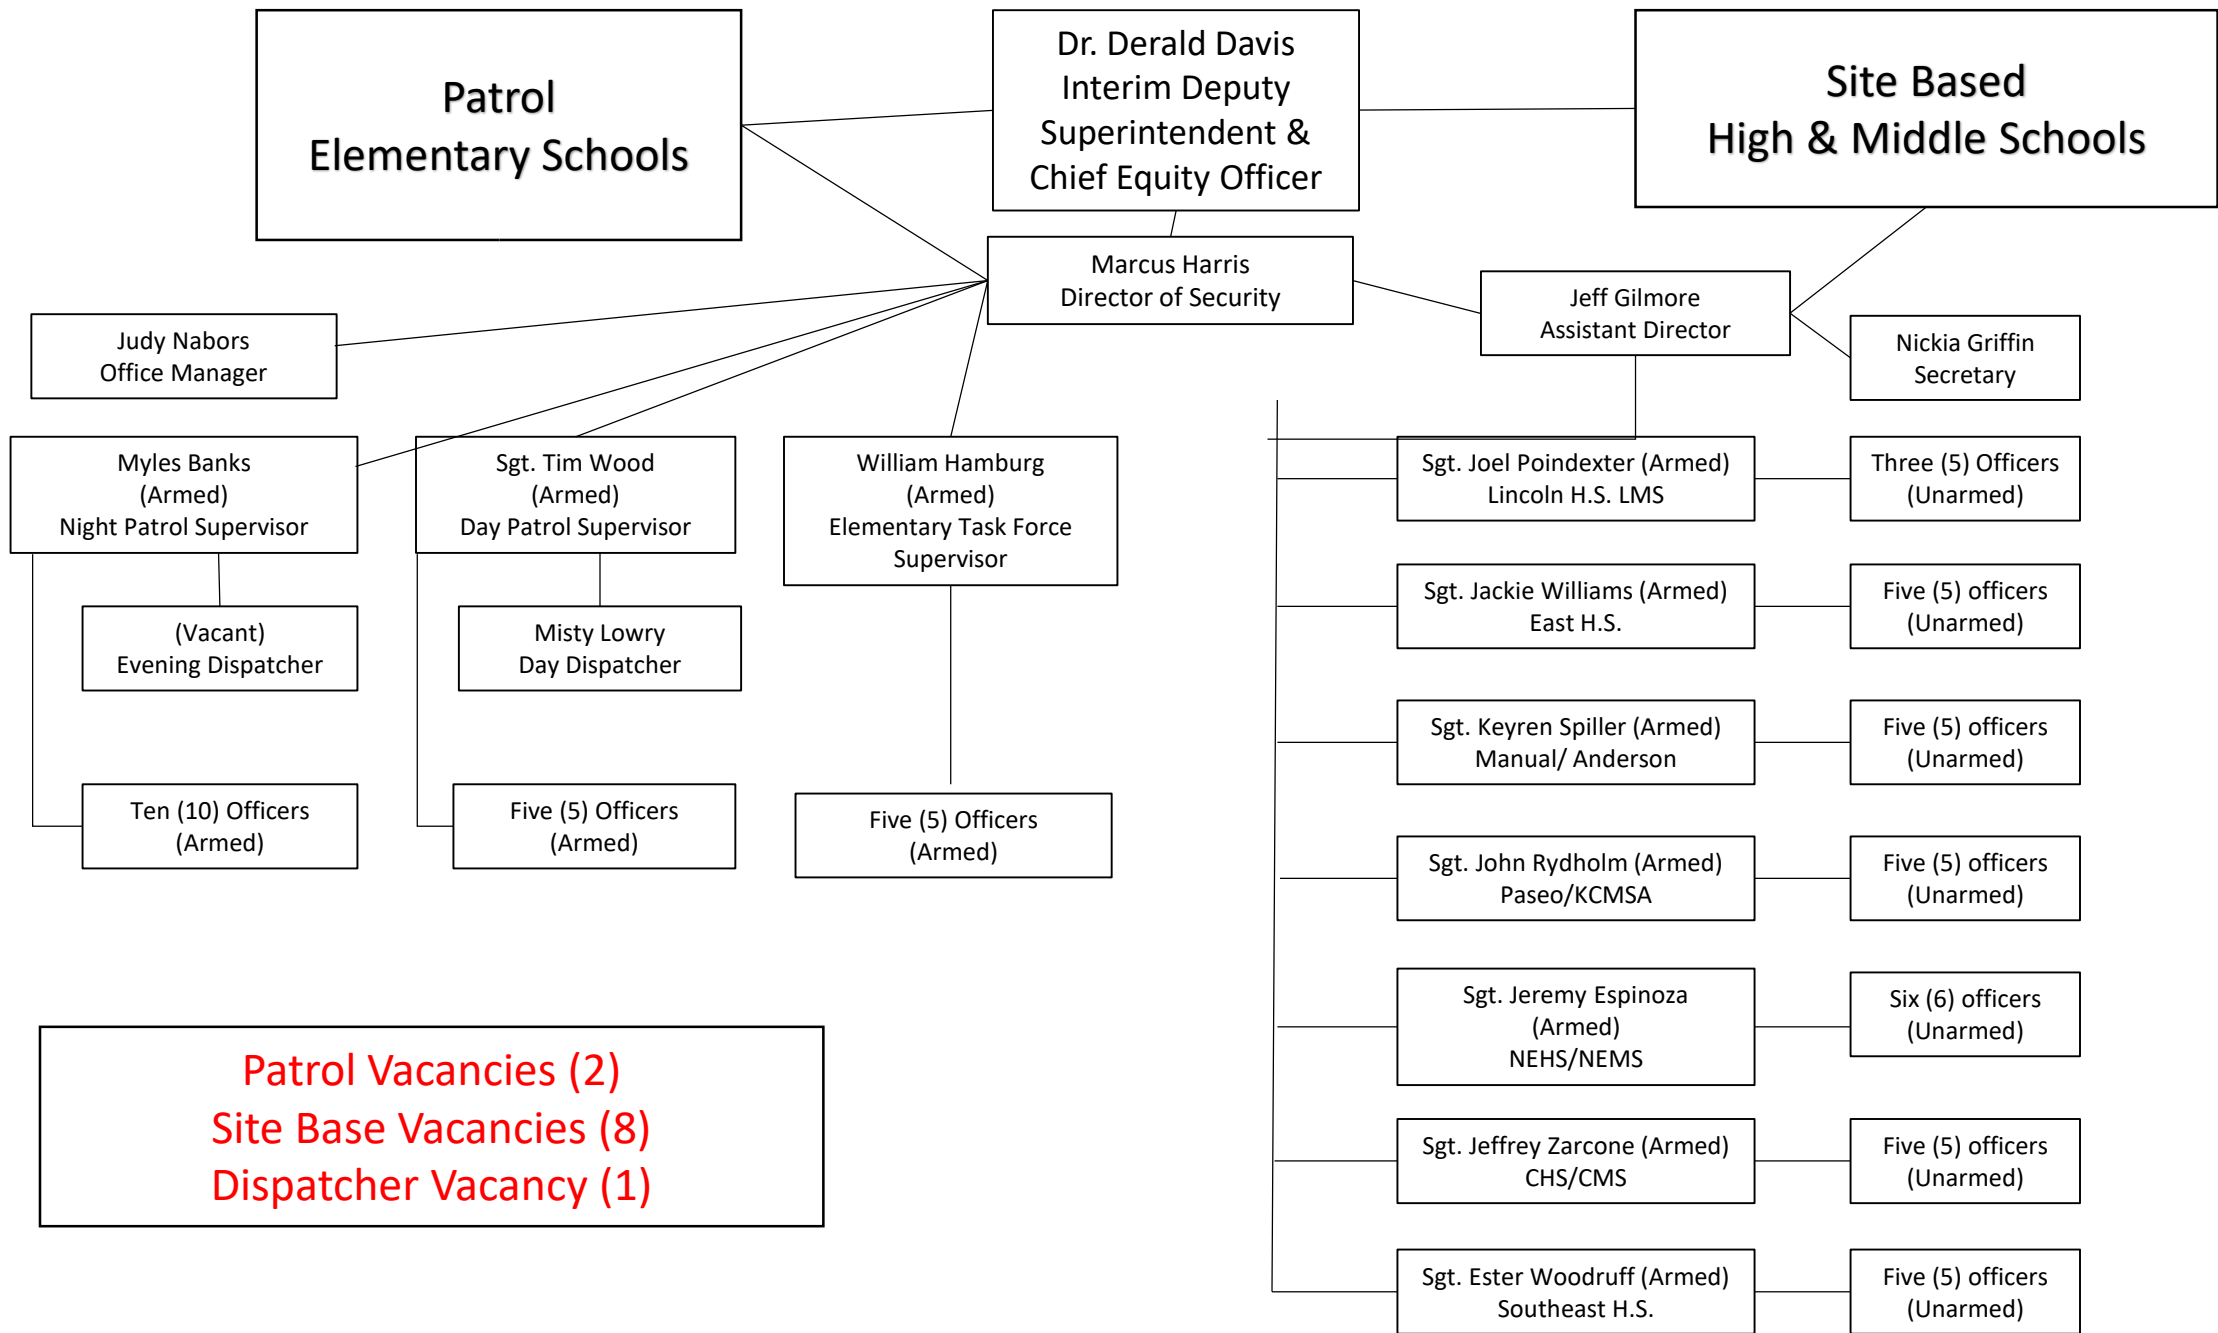 Patrol
Elementary Schools
Dr. Derald Davis
Interim Deputy
Superintendent &
Chief Equity Officer
Site Based
High & Middle Schools
Marcus Harris
Director of Security
Jeff Gilmore
Assistant Director
Judy Nabors
Office Manager
Nickia Griffin
Secretary
Myles Banks
(Armed)
Night Patrol Supervisor
Sgt. Tim Wood
(Armed)
Day Patrol Supervisor
William Hamburg
(Armed)
Elementary Task Force
Supervisor
(Vacant)
Evening Dispatcher
Misty Lowry
Day Dispatcher
Ten (10) Officers
(Armed)
Five (5) Officers
(Armed)
Five (5) Officers
(Armed)
Sgt. Joel Poindexter (Armed)
Lincoln H.S. LMS
Three (5) Officers
(Unarmed)
Sgt. Jackie Williams (Armed)
East H.S.
Five (5) officers
(Unarmed)
Sgt. Keyren Spiller (Armed)
Manual/ Anderson
Five (5) officers
(Unarmed)
Sgt. John Rydholm (Armed)
Paseo/KCMSA
Five (5) officers
(Unarmed)
Sgt. Jeremy Espinoza
(Armed)
NEHS/NEMS
Six (6) officers
(Unarmed)
Sgt. Jeffrey Zarcone (Armed)
CHS/CMS
Five (5) officers
(Unarmed)
Sgt. Ester Woodruff (Armed)
Southeast H.S.
Five (5) officers
(Unarmed)
Patrol Vacancies (2)
Site Base Vacancies (8)
Dispatcher Vacancy (1)